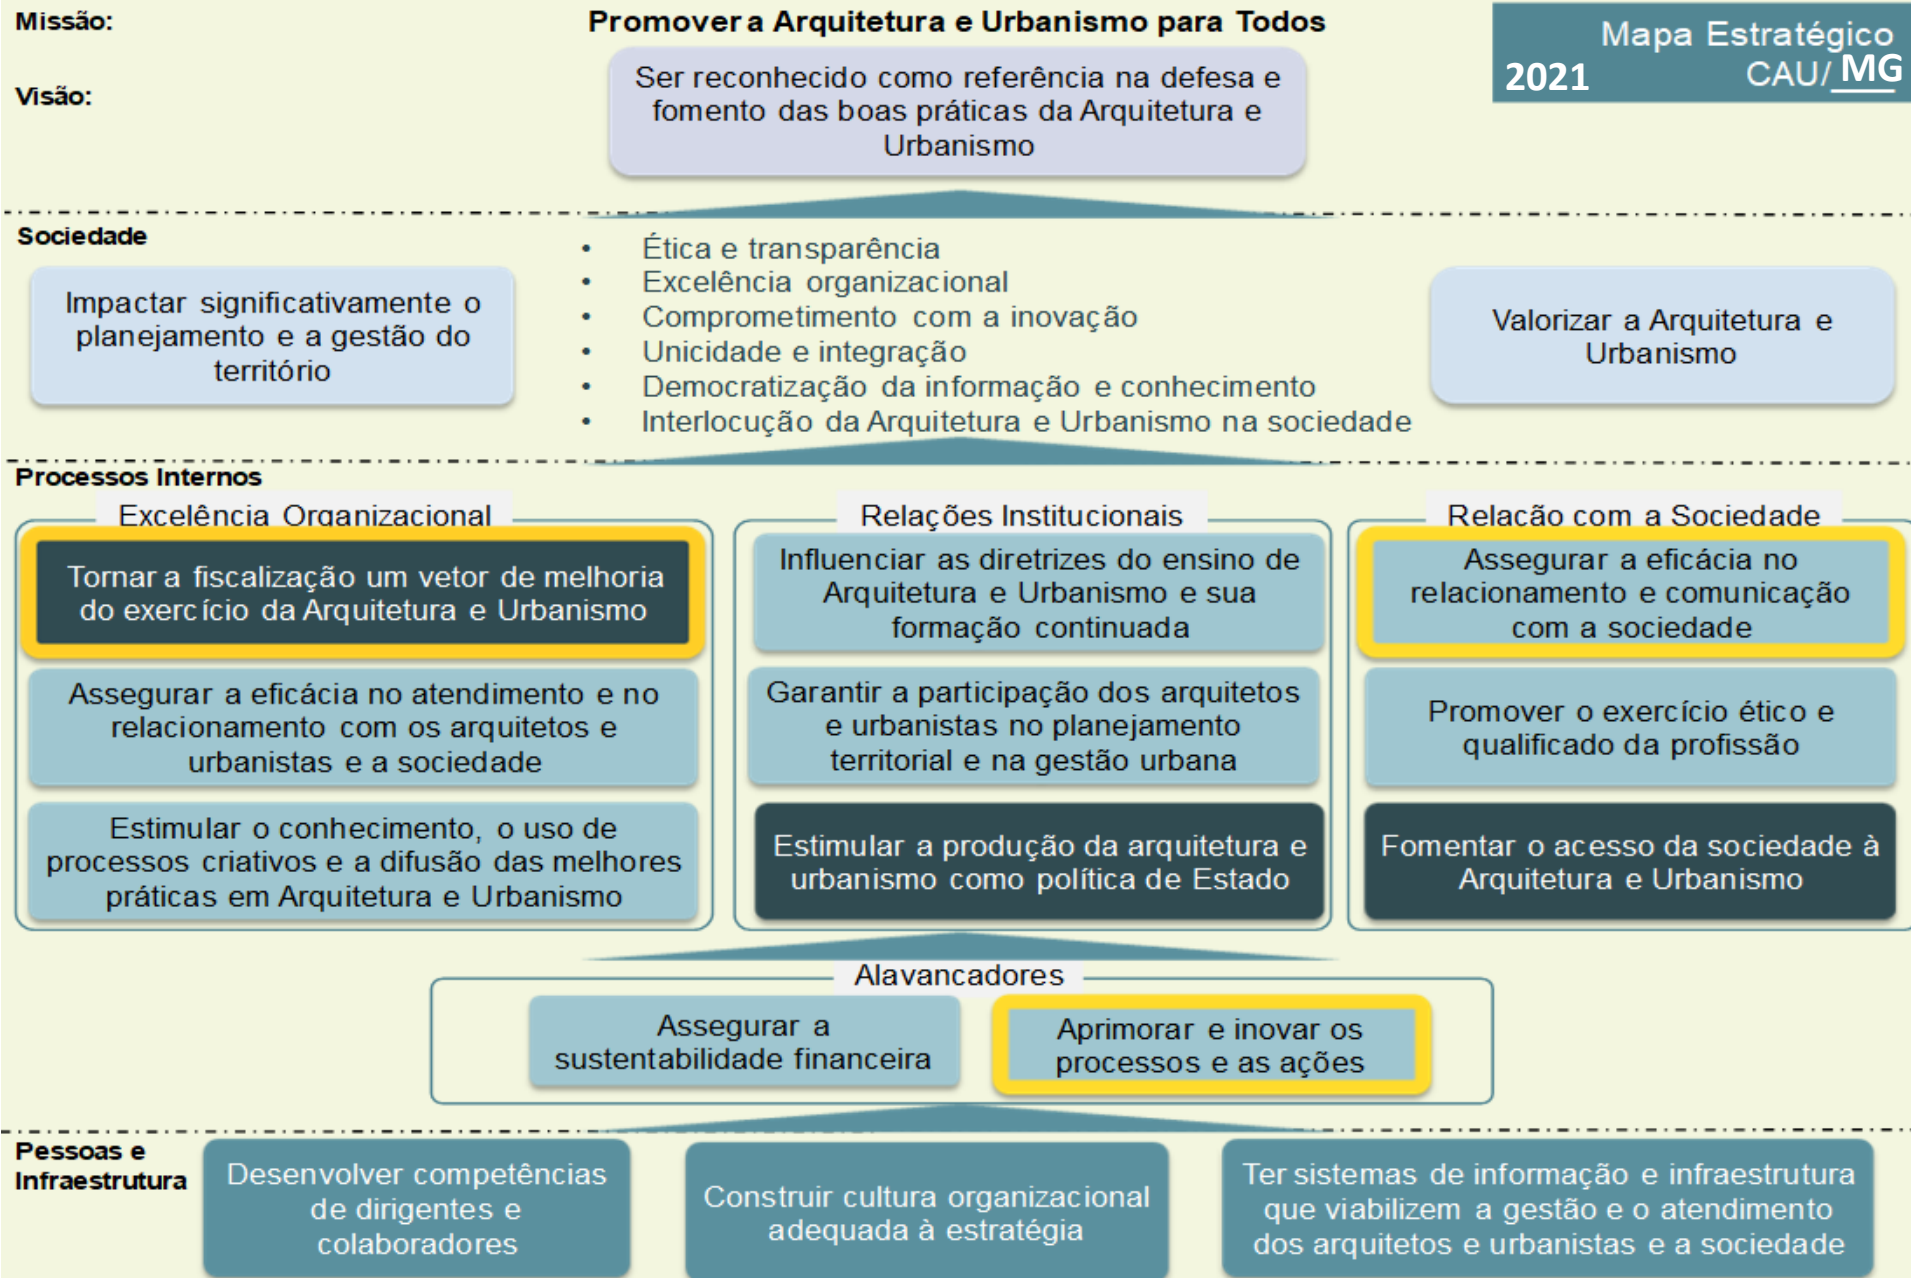 Missão:
Promover a Arquitetura e Urbanismo para Todos
Mapa Estratégico
2021 CAU/ MG
Visão:
Ser reconhecido como referência na defesa e
fomento das boas práticas da Arquitetura e
Urbanismo
Sociedade
Impactar significativamente o
planejamento e a gestão do
território
• Ética e transparência
• Excelência organizacional
• Comprometimento com a inovação
• Unicidade e integração
• Democratização da informação e conhecimento
• Interlocução da Arquitetura e Urbanismo na sociedade
Valorizar a Arquitetura e
Urbanismo
Processos Internos
Excelência Organizacional
Tornar a fiscalização um vetor de melhoria
do exercício da Arquitetura e Urbanismo
Assegurar a eficácia no atendimento e no
relacionamento com os arquitetos e
urbanistas e a sociedade
Estimular o conhecimento, o uso de
processos criativos e a difusão das melhores
práticas em Arquitetura e Urbanismo
Relações Institucionais
Influenciar as diretrizes do ensino de
Arquitetura e Urbanismo e sua
formação continuada
Garantir a participação dos arquitetos
e urbanistas no planejamento
territorial e na gestão urbana
Estimular a produção da arquitetura e
urbanismo como política de Estado
Relação com a Sociedade
Assegurar a eficácia no
relacionamento e comunicação
com a sociedade
Promover o exercício ético e
qualificado da profissão
Fomentar o acesso da sociedade à
Arquitetura e Urbanismo
Alavancadores
Assegurar a
sustentabilidade financeira
Aprimorar e inovar os
processos e as ações
Pessoas e
Infraestrutura
Desenvolver competências
de dirigentes e
colaboradores
Construir cultura organizacional
adequada à estratégia
Ter sistemas de informação e infraestrutura
que viabilizem a gestão e o atendimento
dos arquitetos e urbanistas e a sociedade